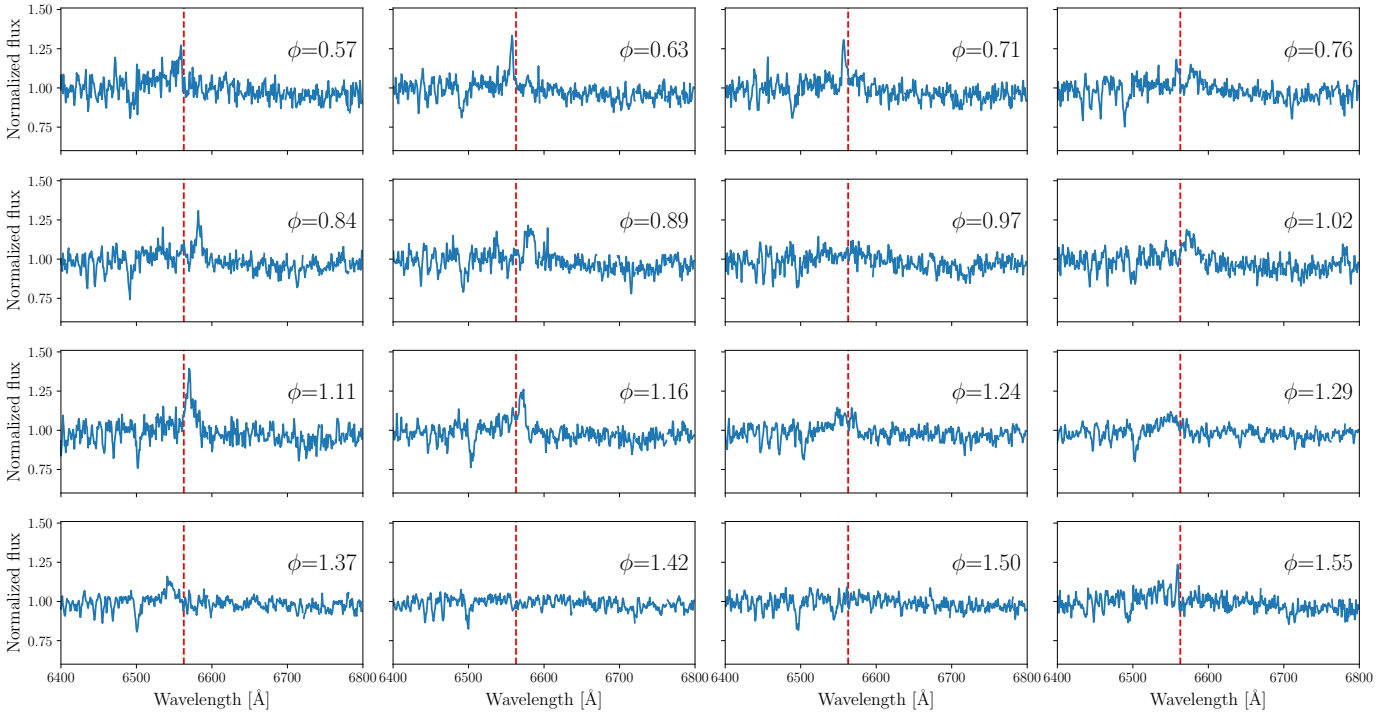 1.50
1.25
1.00
0.75
Normalized flux
ϕ=0.57
ϕ=0.63
ϕ=0.71
ϕ=0.76
1.50
1.25
1.00
0.75
Normalized flux
ϕ=0.84
ϕ=0.89
ϕ=0.97
ϕ=1.02
1.50
1.25
1.00
0.75
Normalized flux
ϕ=1.11
ϕ=1.16
ϕ=1.24
ϕ=1.29
1.50
1.25
1.00
0.75
Normalized flux
ϕ=1.37
ϕ=1.42
ϕ=1.50
ϕ=1.55
6400 6500 6600 6700 6800
6400 6500 6600 6700 6800
6400 6500 6600 6700 6800
6400 6500 6600 6700 6800
Wavelength [Å]
Wavelength [Å]
Wavelength [Å]
Wavelength [Å]